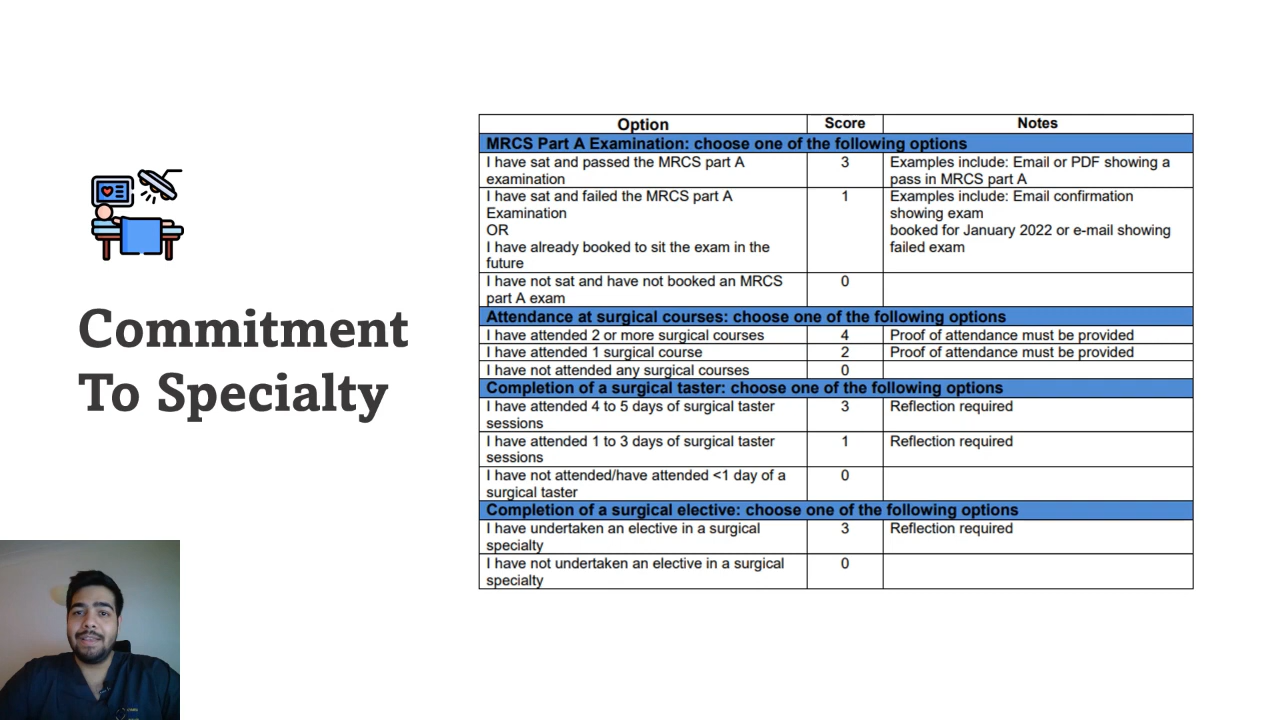 Commitment
To Specialty
Option Score Notes
MRCS Part A Examination: choose one of the following options
I have sat and passed the MRCS part A
examination
3
Examples include: Email or PDF showing a
pass in MRCS part A
I have sat and failed the MRCS part A
Examination
OR
I have already booked to sit the exam in the
future
1
Examples include: Email confirmation
showing exam
booked for January 2022 or e-mail showing
failed exam
I have not sat and have not booked an MRCS
part A exam
0
Attendance at surgical courses: choose one of the following options
I have attended 2 or more surgical courses 4 Proof of attendance must be provided
I have attended 1 surgical course 2 Proof of attendance must be provided
I have not attended any surgical courses 0
Completion of a surgical taster: choose one of the following options
I have attended 4 to 5 days of surgical taster
sessions
3
Reflection required
I have attended 1 to 3 days of surgical taster
sessions
1
Reflection required
I have not attended/have attended <1 day of a
surgical taster
0
Completion of a surgical elective: choose one of the following options
I have undertaken an elective in a surgical
specialty
3
Reflection required
I have not undertaken an elective in a surgical
specialty
0